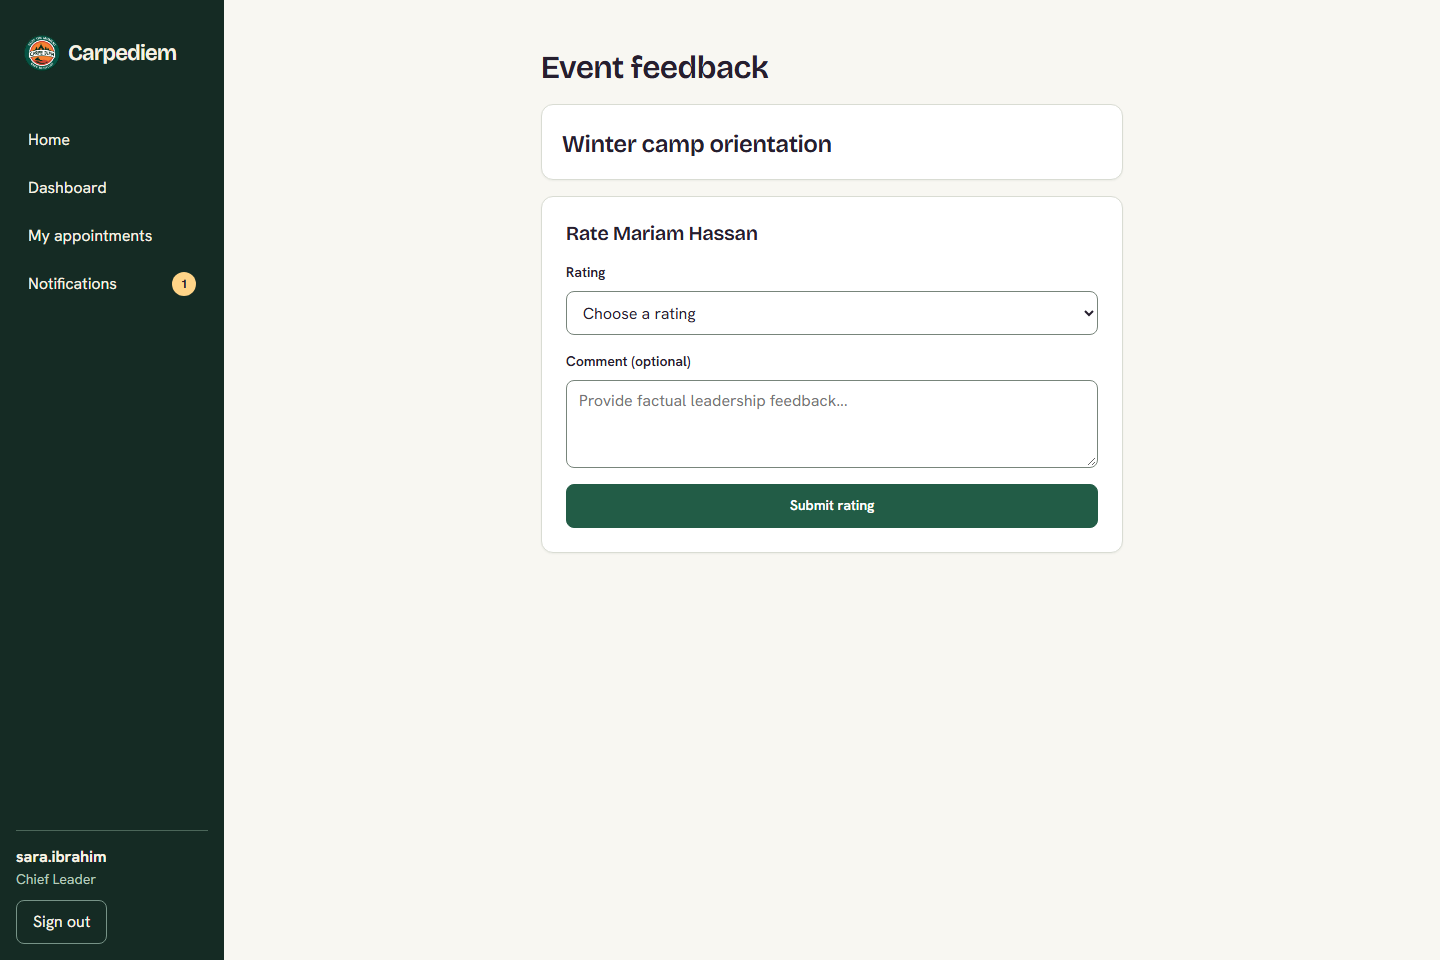 Carpediem
Home
Dashboard
My appointments
Notifications
1
sara.ibrahim
Chief Leader
Sign out
Event feedback
Winter camp orientation
Rate Mariam Hassan
Rating
Choose a rating
Comment (optional)
Provide factual leadership feedback...
Submit rating